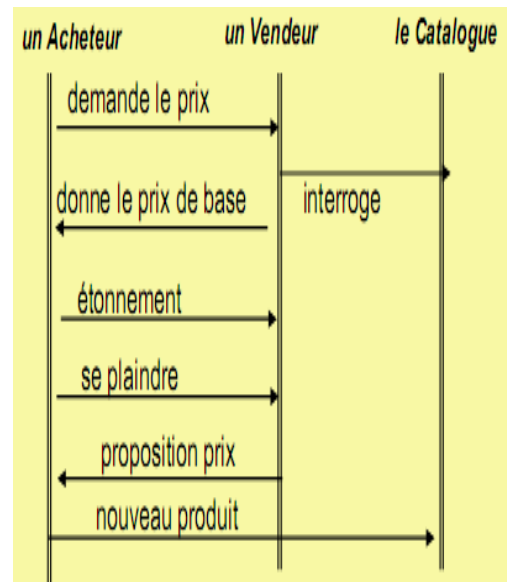 un Acheteur un Vendeur le Catalogue
demande le prix
donne le prix de base interroge
étonnement
se plaindre
proposition prix
nouveau produit